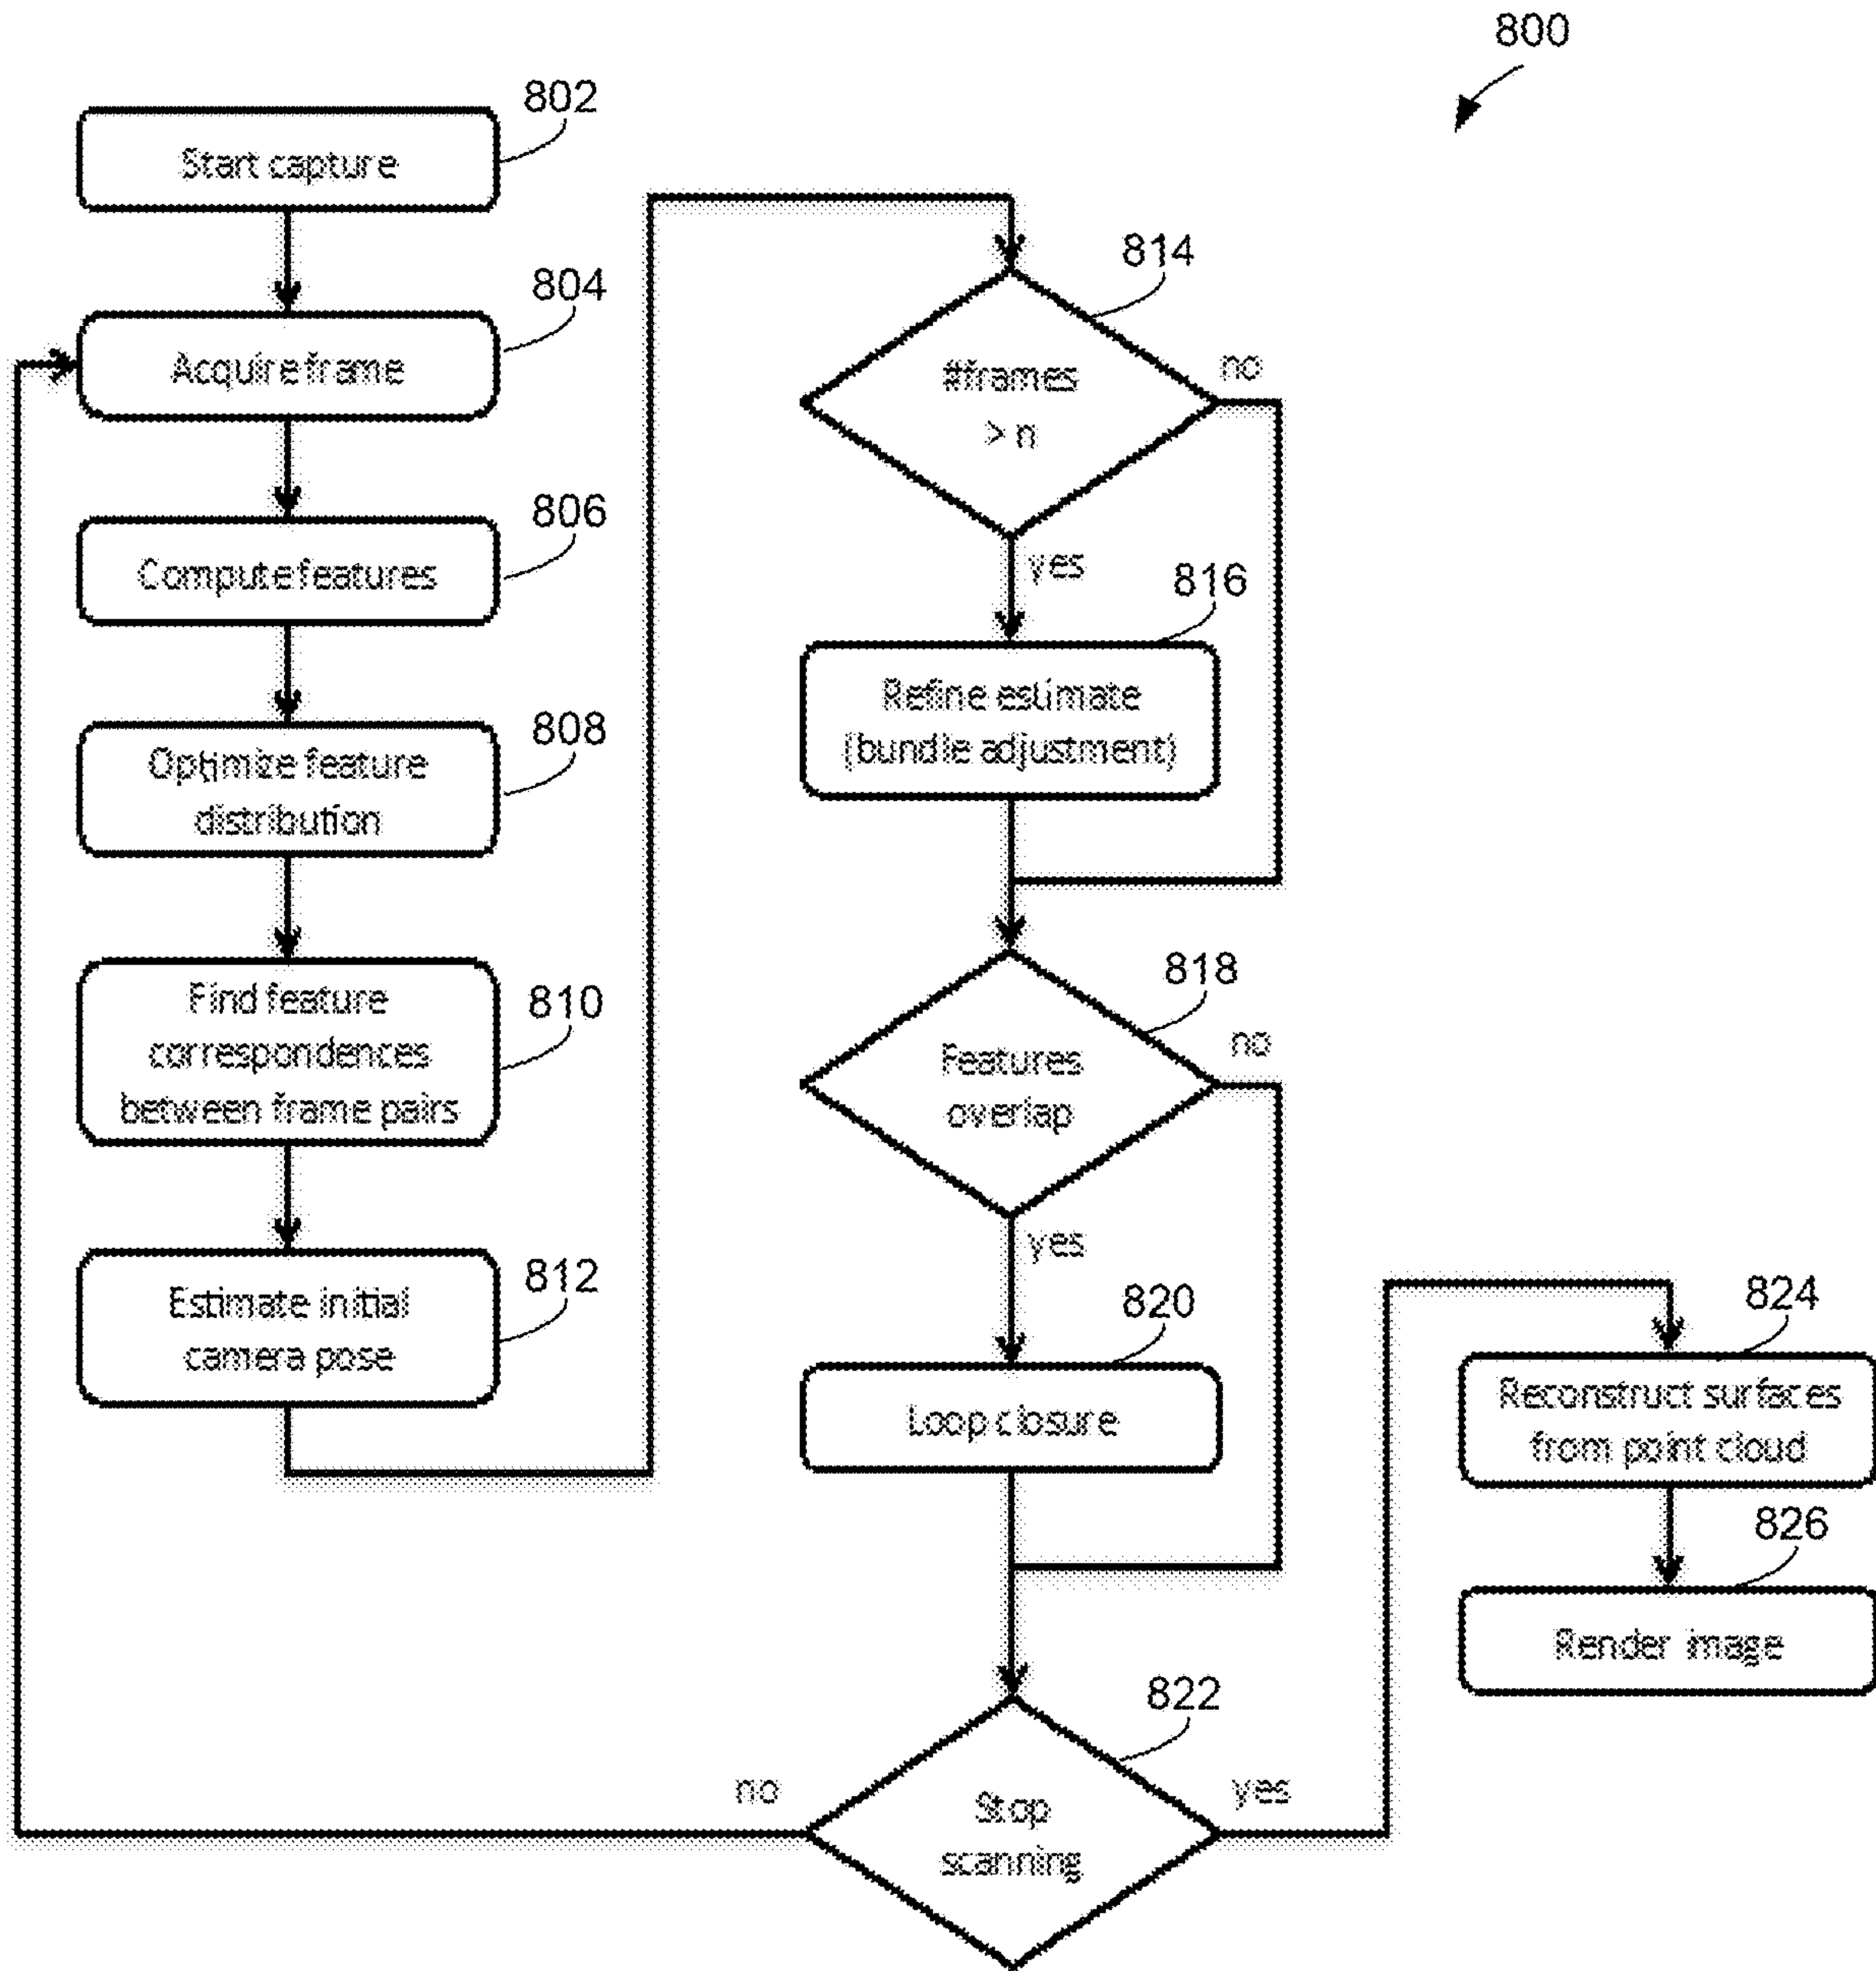 800
802
Start capture
804
Acquire frame
806
Compute features
808
Optimize feature
distribution
810
Find feature
correspondences
between frame pairs
812
Estimate initial
camera pose
814
#frames
> n
no
yes
816
Refine estimate
(bundle adjustment)
818
Features
overlap
no
yes
820
Loop closure
822
Stop
scanning
no
yes
824
Reconstruct surfaces
from point cloud
826
Render image